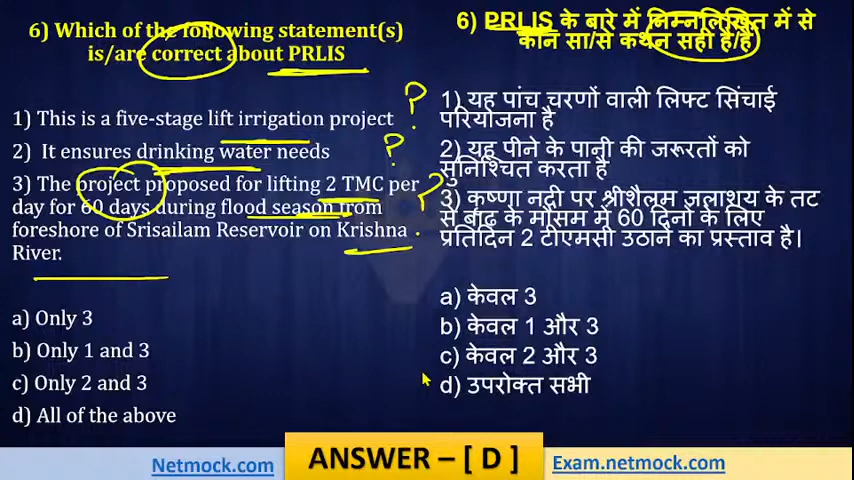 6) Which of the following statement(s)
is/are correct about PRLIS
1) This is a five-stage lift irrigation project
2) It ensures drinking water needs
3) The project proposed for lifting 2 TMC per
day for 60 days during flood season from
foreshore of Srisailam Reservoir on Krishna
River.
a) Only 3
b) Only 1 and 3
c) Only 2 and 3
d) All of the above
6) PRLIS के बारे में निम्नलिखित में से
कौन सा/से कथन सही है/हैं
?
1) यह पांच चरणों वाली लिफ्ट सिंचाई
परियोजना है
?
2) यह पीने के पानी की जरूरतों को
सुनिश्चित करता है
?
3) कृष्णा नदी पर श्रीशैलम जलाशय के तट
से बाढ़ के मौसम में 60 दिनों के लिए
प्रतिदिन 2 टीएमसी उठाने का प्रस्ताव है।
a) केवल 3
b) केवल 1 और 3
c) केवल 2 और 3
d) उपरोक्त सभी
Netmock.com
ANSWER – [ D ]
Exam.netmock.com